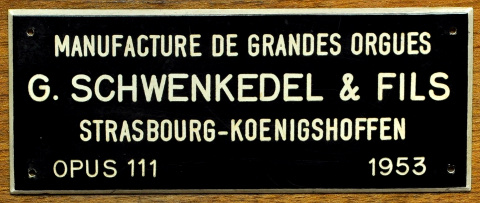 MANUFACTURE DE GRANDES ORGUES
G. SCHWENKEDEL & FILS
STRASBOURG-KOENIGSHOFFEN
OPUS 111 1953